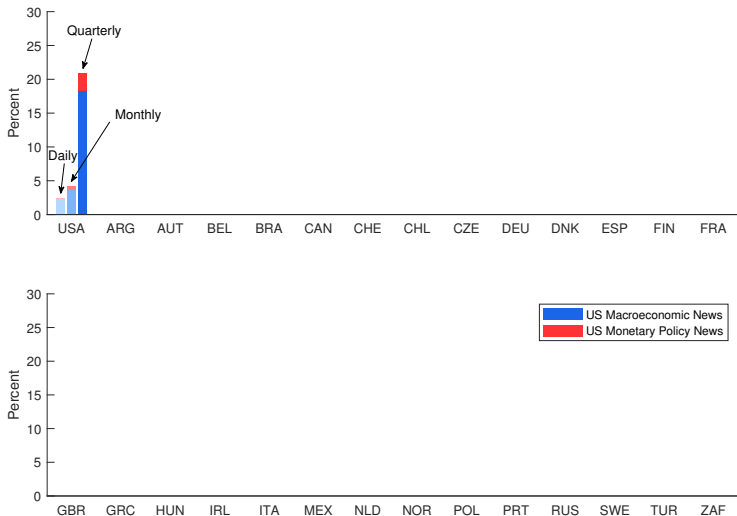 30
25
20
15
10
5
0
Percent
Quarterly
Monthly
Daily
USA ARG AUT BEL BRA CAN CHE CHL CZE DEU DNK ESP FIN FRA
30
25
20
15
10
5
0
Percent
US Macroeconomic News
US Monetary Policy News
GBR GRC HUN IRL ITA MEX NLD NOR POL PRT RUS SWE TUR ZAF